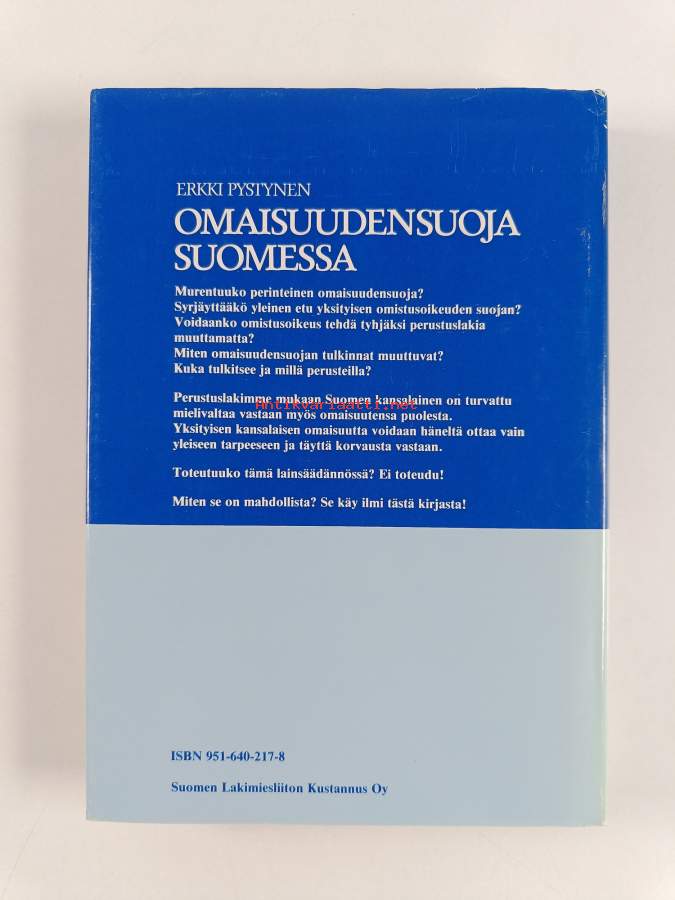 ERKKI PYSTYNEN
OMAISUUDENSUOJA
SUOMESSA
Murentuuko perinteinen omaisuudensuoja?
Syrjäyttääkö yleinen etu yksityisen omistusoikeuden suojan?
Voidaanko omistusoikeus tehdä tyhjäksi perustuslakia
muuttamatta?
Miten omaisuudensuojan tulkinnat muuttuvat?
Kuka tulkitsee ja millä perusteilla?
Perustuslakimme mukaan Suomen kansalainen on turvattu
Antikvariaatti.net
mielivaltaa vastaan myös omaisuutensa puolesta.
Yksityisen kansalaisen omaisuutta voidaan häneltä ottaa vain
yleiseen tarpeeseen ja täyttä korvausta vastaan.
Toteutuuko tämä lainsäädännössä? Ei toteudu!
Miten se on mahdollista? Se käy ilmi tästä kirjasta!
ISBN 951-640-217-8
Suomen Lakimiesliiton Kustannus Oy